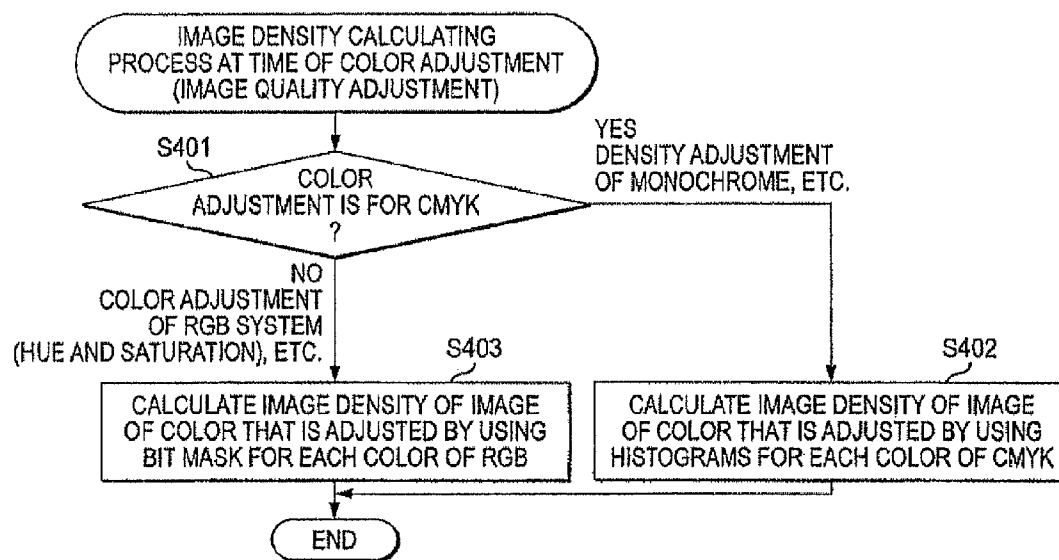 IMAGE DENSITY CALCULATING
PROCESS AT TIME OF COLOR ADJUSTMENT
(IMAGE QUALITY ADJUSTMENT)
S401
COLOR
ADJUSTMENT IS FOR CMYK
?
YES
DENSITY ADJUSTMENT
OF MONOCHROME, ETC.
NO
COLOR ADJUSTMENT
OF RGB SYSTEM
(HUE AND SATURATION), ETC.
S403
CALCULATE IMAGE DENSITY OF IMAGE
OF COLOR THAT IS ADJUSTED BY USING
BIT MASK FOR EACH COLOR OF RGB
S402
CALCULATE IMAGE DENSITY OF IMAGE
OF COLOR THAT IS ADJUSTED BY USING
HISTOGRAMS FOR EACH COLOR OF CMYK
END